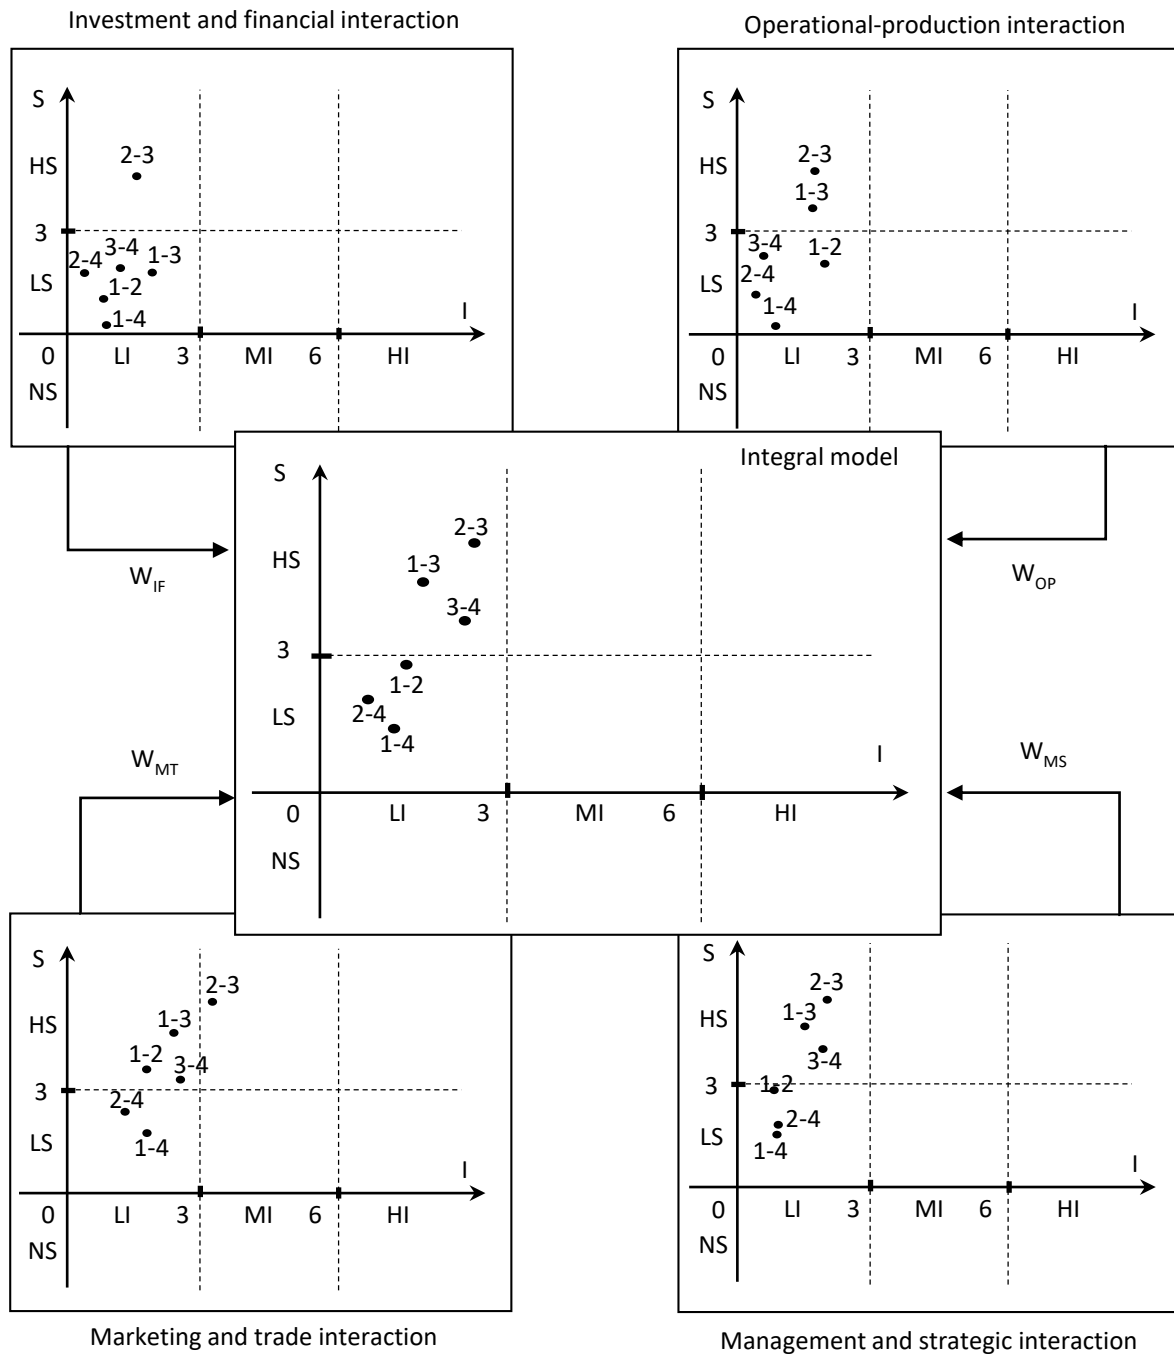 Investment and financial interaction
S
HS
2-3
3
2-4
3-4
1-3
LS
1-2
1-4
I
0 LI 3 MI 6 HI
NS
Operational-production interaction
S
HS
2-3
1-3
3
3-4
1-2
LS
2-4
1-4
I
0 LI 3 MI 6 HI
NS
W_IF
Integral model
S
HS
2-3
1-3
3-4
3
1-2
LS
2-4
1-4
I
0 LI 3 MI 6 HI
NS
W_OP
W_MT
W_MS
S
HS
2-3
1-3
1-2
3-4
3
2-4
LS
1-4
I
0 LI 3 MI 6 HI
NS
Marketing and trade interaction
S
HS
2-3
1-3
3-4
3
1-2
LS
2-4
1-4
I
0 LI 3 MI 6 HI
NS
Management and strategic interaction